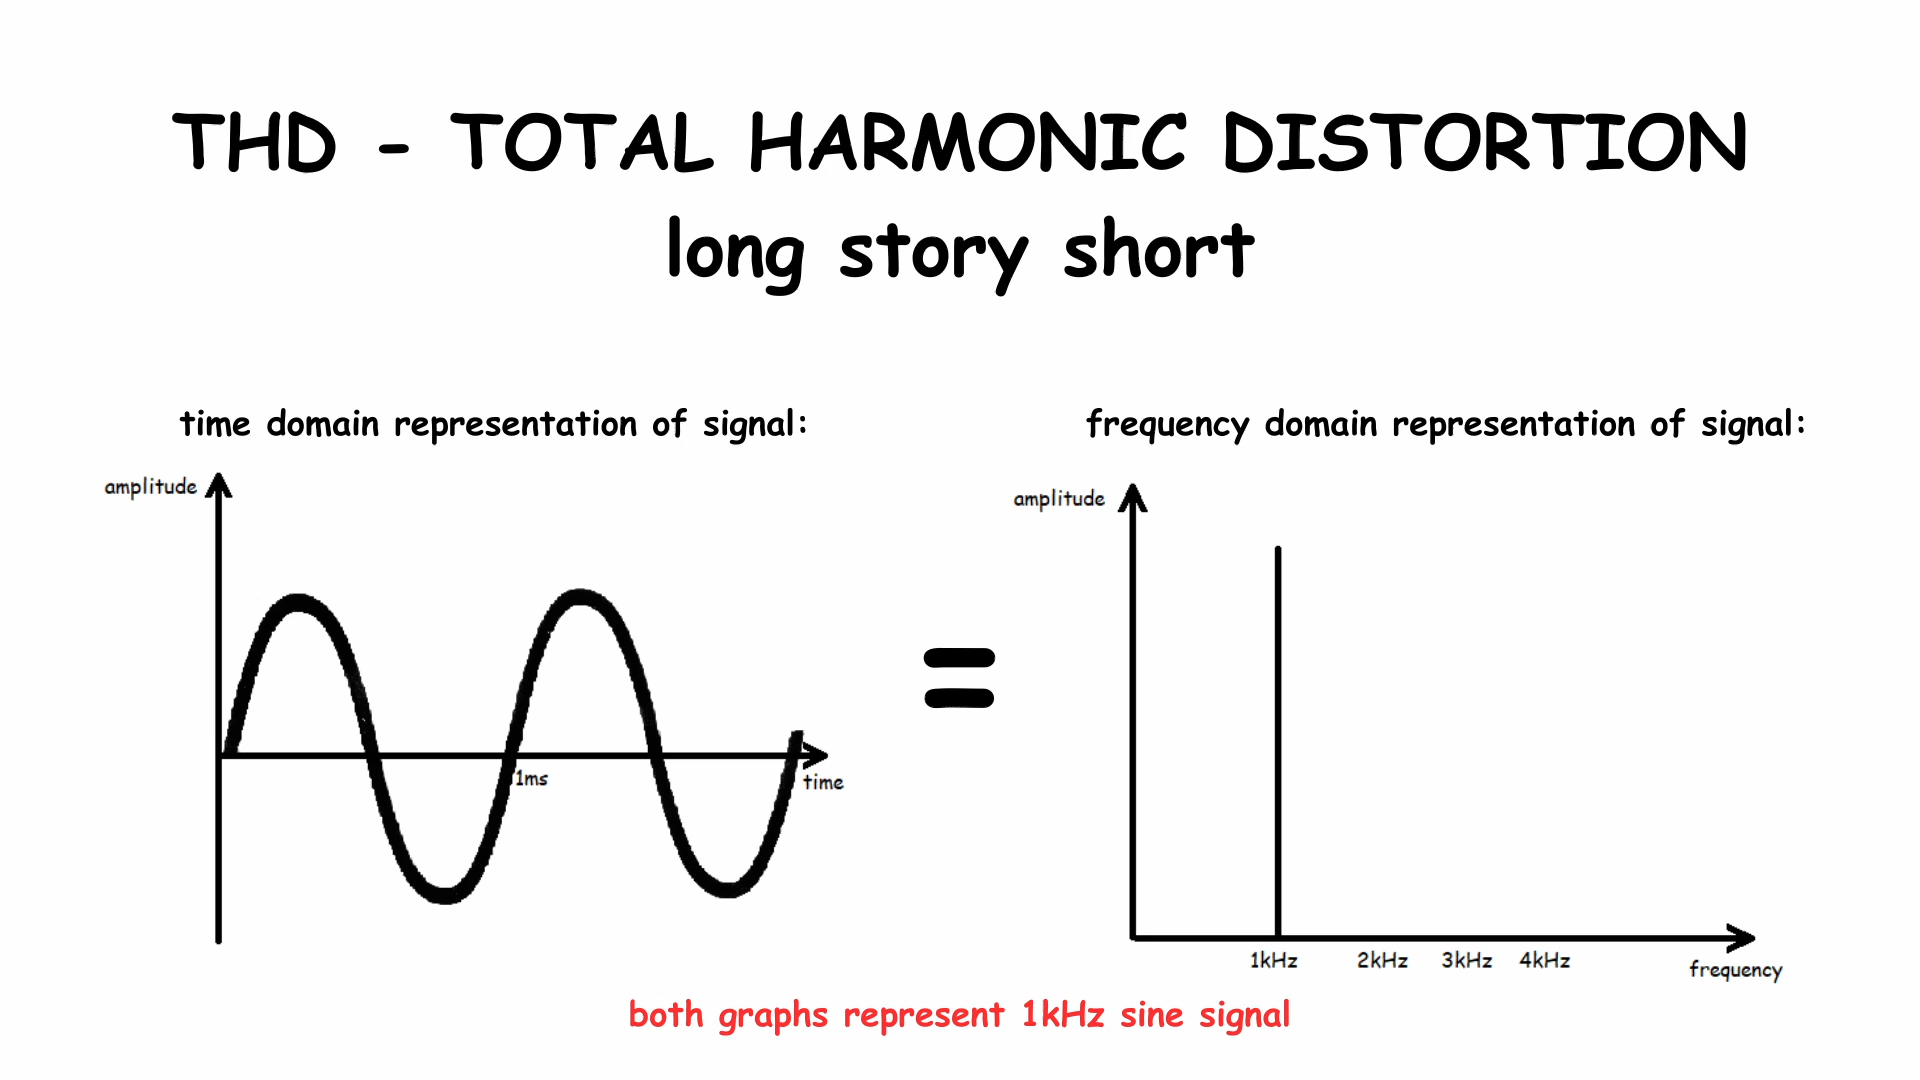 THD - TOTAL HARMONIC DISTORTION
long story short
time domain representation of signal:
amplitude
1ms
time
=
frequency domain representation of signal:
amplitude
1kHz 2kHz 3kHz 4kHz
frequency
both graphs represent 1kHz sine signal